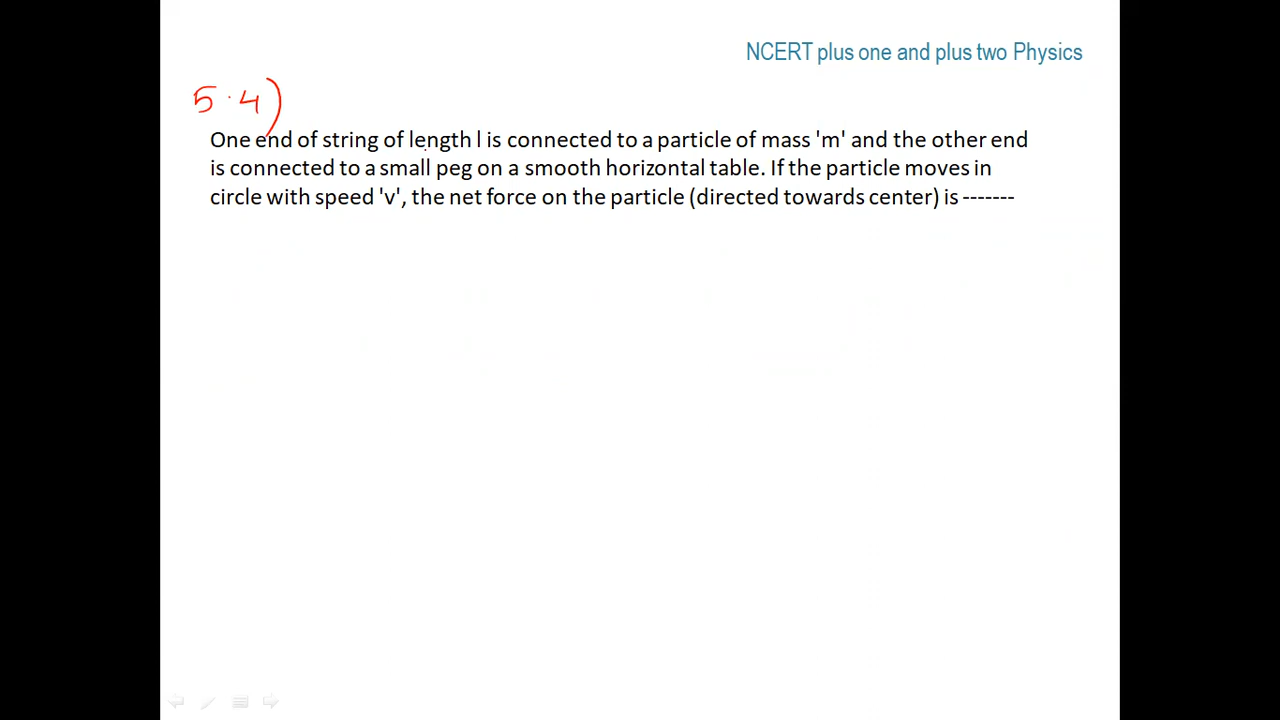 NCERT plus one and plus two Physics
5.4)
One end of string of length l is connected to a particle of mass 'm' and the other end
is connected to a small peg on a smooth horizontal table. If the particle moves in
circle with speed 'v', the net force on the particle (directed towards center) is -------